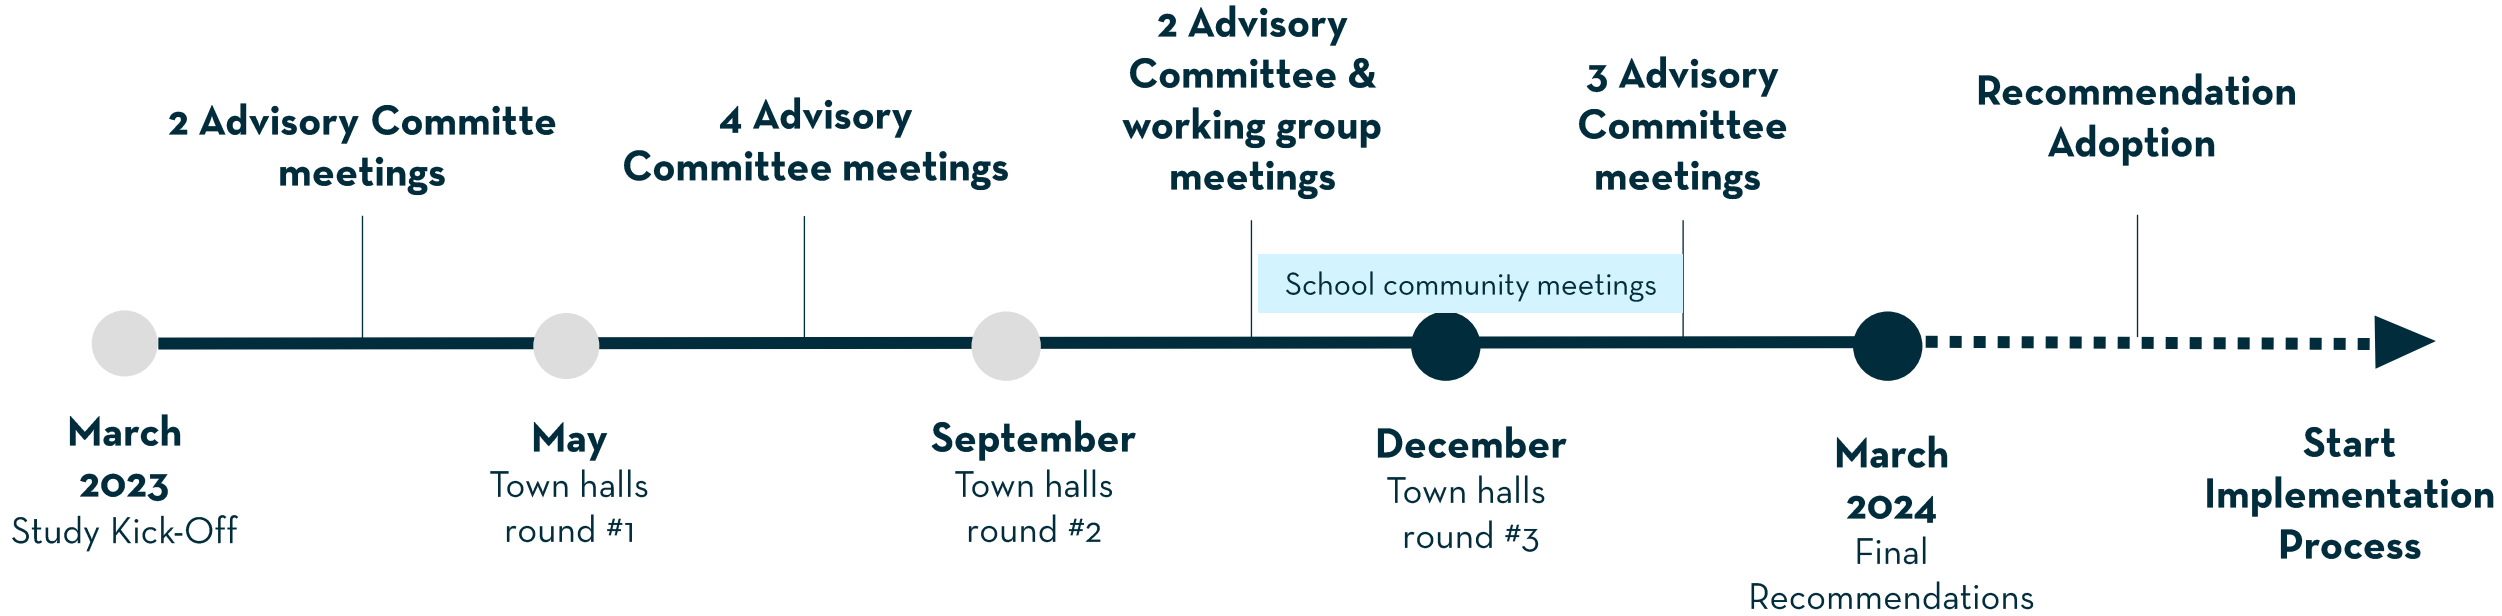 2 Advisory Committe
meetings
4 Advisory
Committee meetings
2 Advisory
Committee &
working group
meetings
3 Advisory
Committee
meetings
Recommendation
Adoption
School community meetings
March
2023
Study Kick-Off
May
Town halls
round #1
September
Town halls
round #2
December
Town halls
round #3
March
2024
Final
Recommendations
Start
Implementation
Process